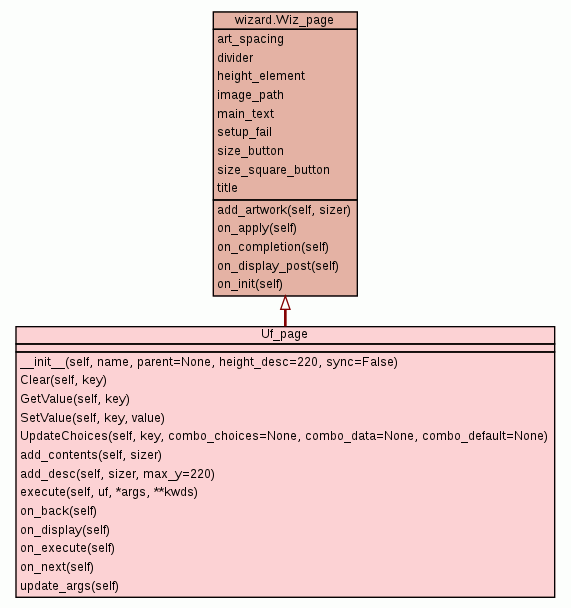 wizard.Wiz_page
art_spacing
divider
height_element
image_path
main_text
setup_fail
size_button
size_square_button
title
add_artwork(self, sizer)
on_apply(self)
on_completion(self)
on_display_post(self)
on_init(self)
Uf_page
__init__(self, name, parent=None, height_desc=220, sync=False)
Clear(self, key)
GetValue(self, key)
SetValue(self, key, value)
UpdateChoices(self, key, combo_choices=None, combo_data=None, combo_default=None)
add_contents(self, sizer)
add_desc(self, sizer, max_y=220)
execute(self, uf, *args, **kwds)
on_back(self)
on_display(self)
on_execute(self)
on_next(self)
update_args(self)